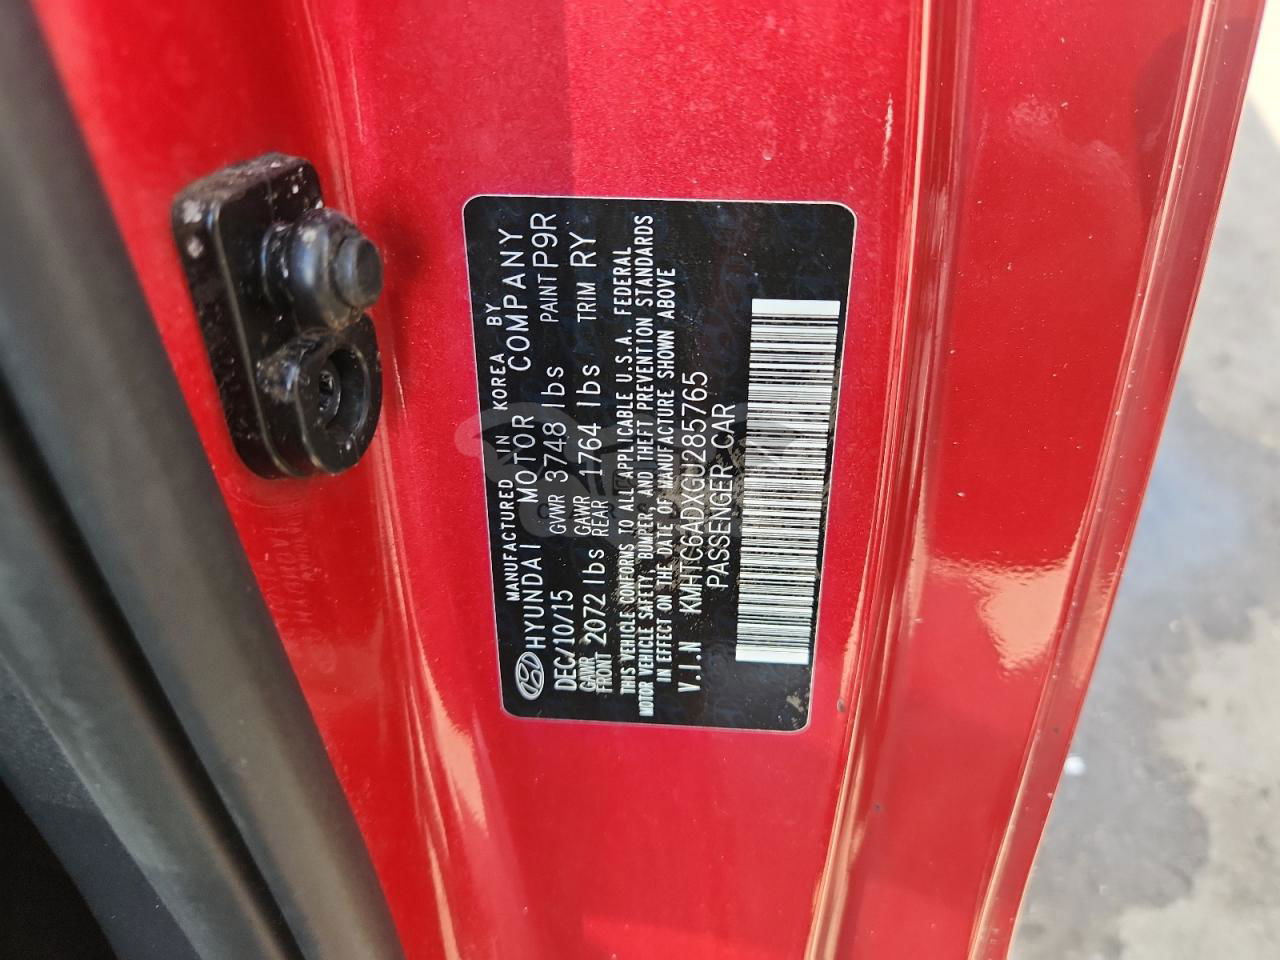 MANUFACTURED IN KOREA BY
HYUNDAI MOTOR COMPANY
DEC/10/15 GVWR 3748 lbs PAINT P9R
GAWR FRONT 2072 lbs GAWR REAR 1764 lbs TRIM RY
THIS VEHICLE CONFORMS TO ALL APPLICABLE U.S.A. FEDERAL
MOTOR VEHICLE SAFETY, BUMPER, AND THEFT PREVENTION STANDARDS
IN EFFECT ON THE DATE OF MANUFACTURE SHOWN ABOVE
V.I.N KMHTC6ADXGU285765
PASSENGER CAR